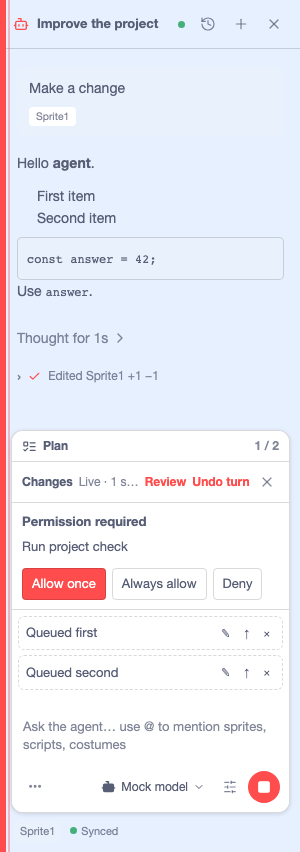 Improve the project
Make a change
Sprite1
Hello agent.
First item
Second item
const answer = 42;
Use answer.
Thought for 1s
Edited Sprite1 +1 −1
Plan 1 / 2
Changes Live · 1 s... Review Undo turn
Permission required
Run project check
Allow once Always allow Deny
Queued first
Queued second
Ask the agent… use @ to mention sprites,
scripts, costumes
Mock model
Sprite1 Synced